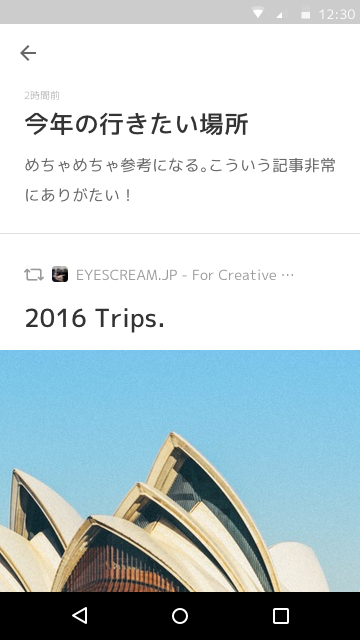 12:30
2時間前
今年の行きたい場所
めちゃめちゃ参考になる。こういう記事非常
にありがたい！
EYESCREAM.JP - For Creative ···
2016 Trips.